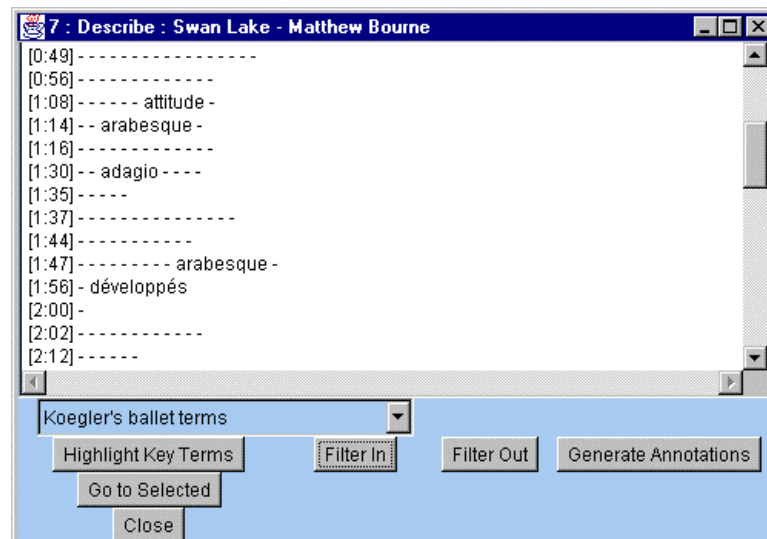 7 : Describe : Swan Lake - Matthew Bourne
[0:49] - - - - - - - - - - - - - - - - -
[0:56] - - - - - - - - - - - - -
[1:08] - - - - - - attitude -
[1:14] - - arabesque -
[1:16] - - - - - - - - - - - - -
[1:30] - - adagio - - - -
[1:35] - - - - -
[1:37] - - - - - - - - - - - - - - -
[1:44] - - - - - - - - - - -
[1:47] - - - - - - - - - arabesque -
[1:56] - développés
[2:00] -
[2:02] - - - - - - - - - - - -
[2:12] - - - - - -
Koegler's ballet terms
Highlight Key Terms Filter In Filter Out Generate Annotations
Go to Selected
Close